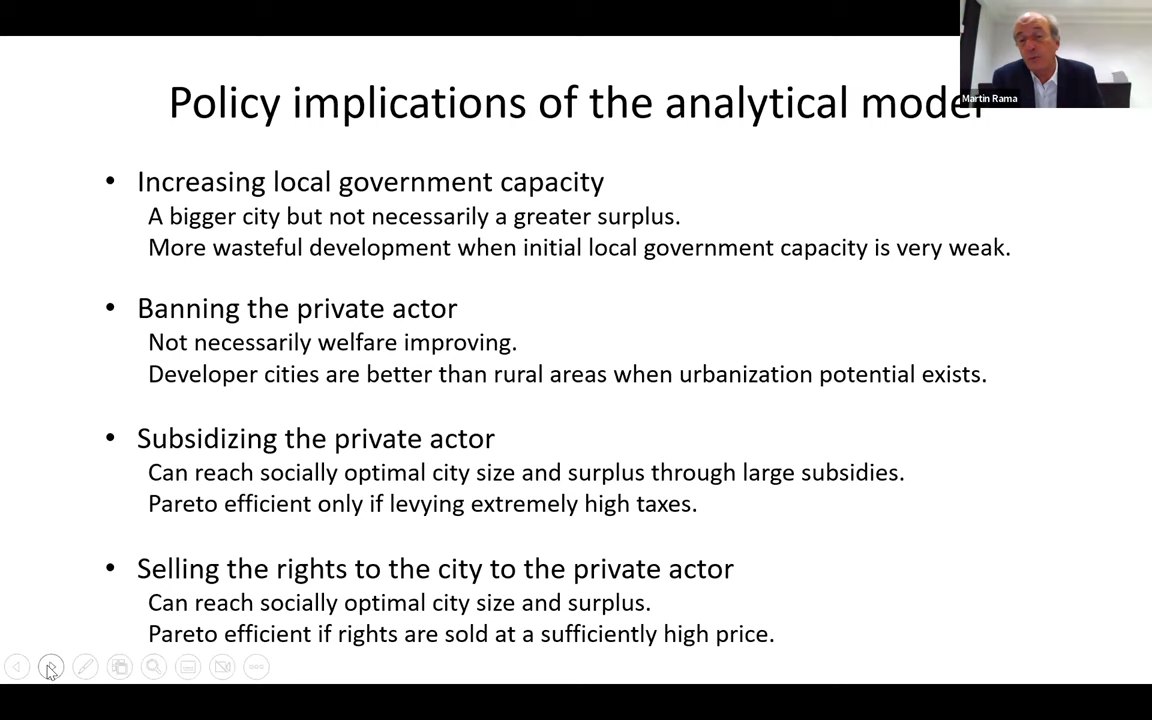 Policy implications of the analytical model
Martin Rama
• Increasing local government capacity
A bigger city but not necessarily a greater surplus.
More wasteful development when initial local government capacity is very weak.
• Banning the private actor
Not necessarily welfare improving.
Developer cities are better than rural areas when urbanization potential exists.
• Subsidizing the private actor
Can reach socially optimal city size and surplus through large subsidies.
Pareto efficient only if levying extremely high taxes.
• Selling the rights to the city to the private actor
Can reach socially optimal city size and surplus.
Pareto efficient if rights are sold at a sufficiently high price.